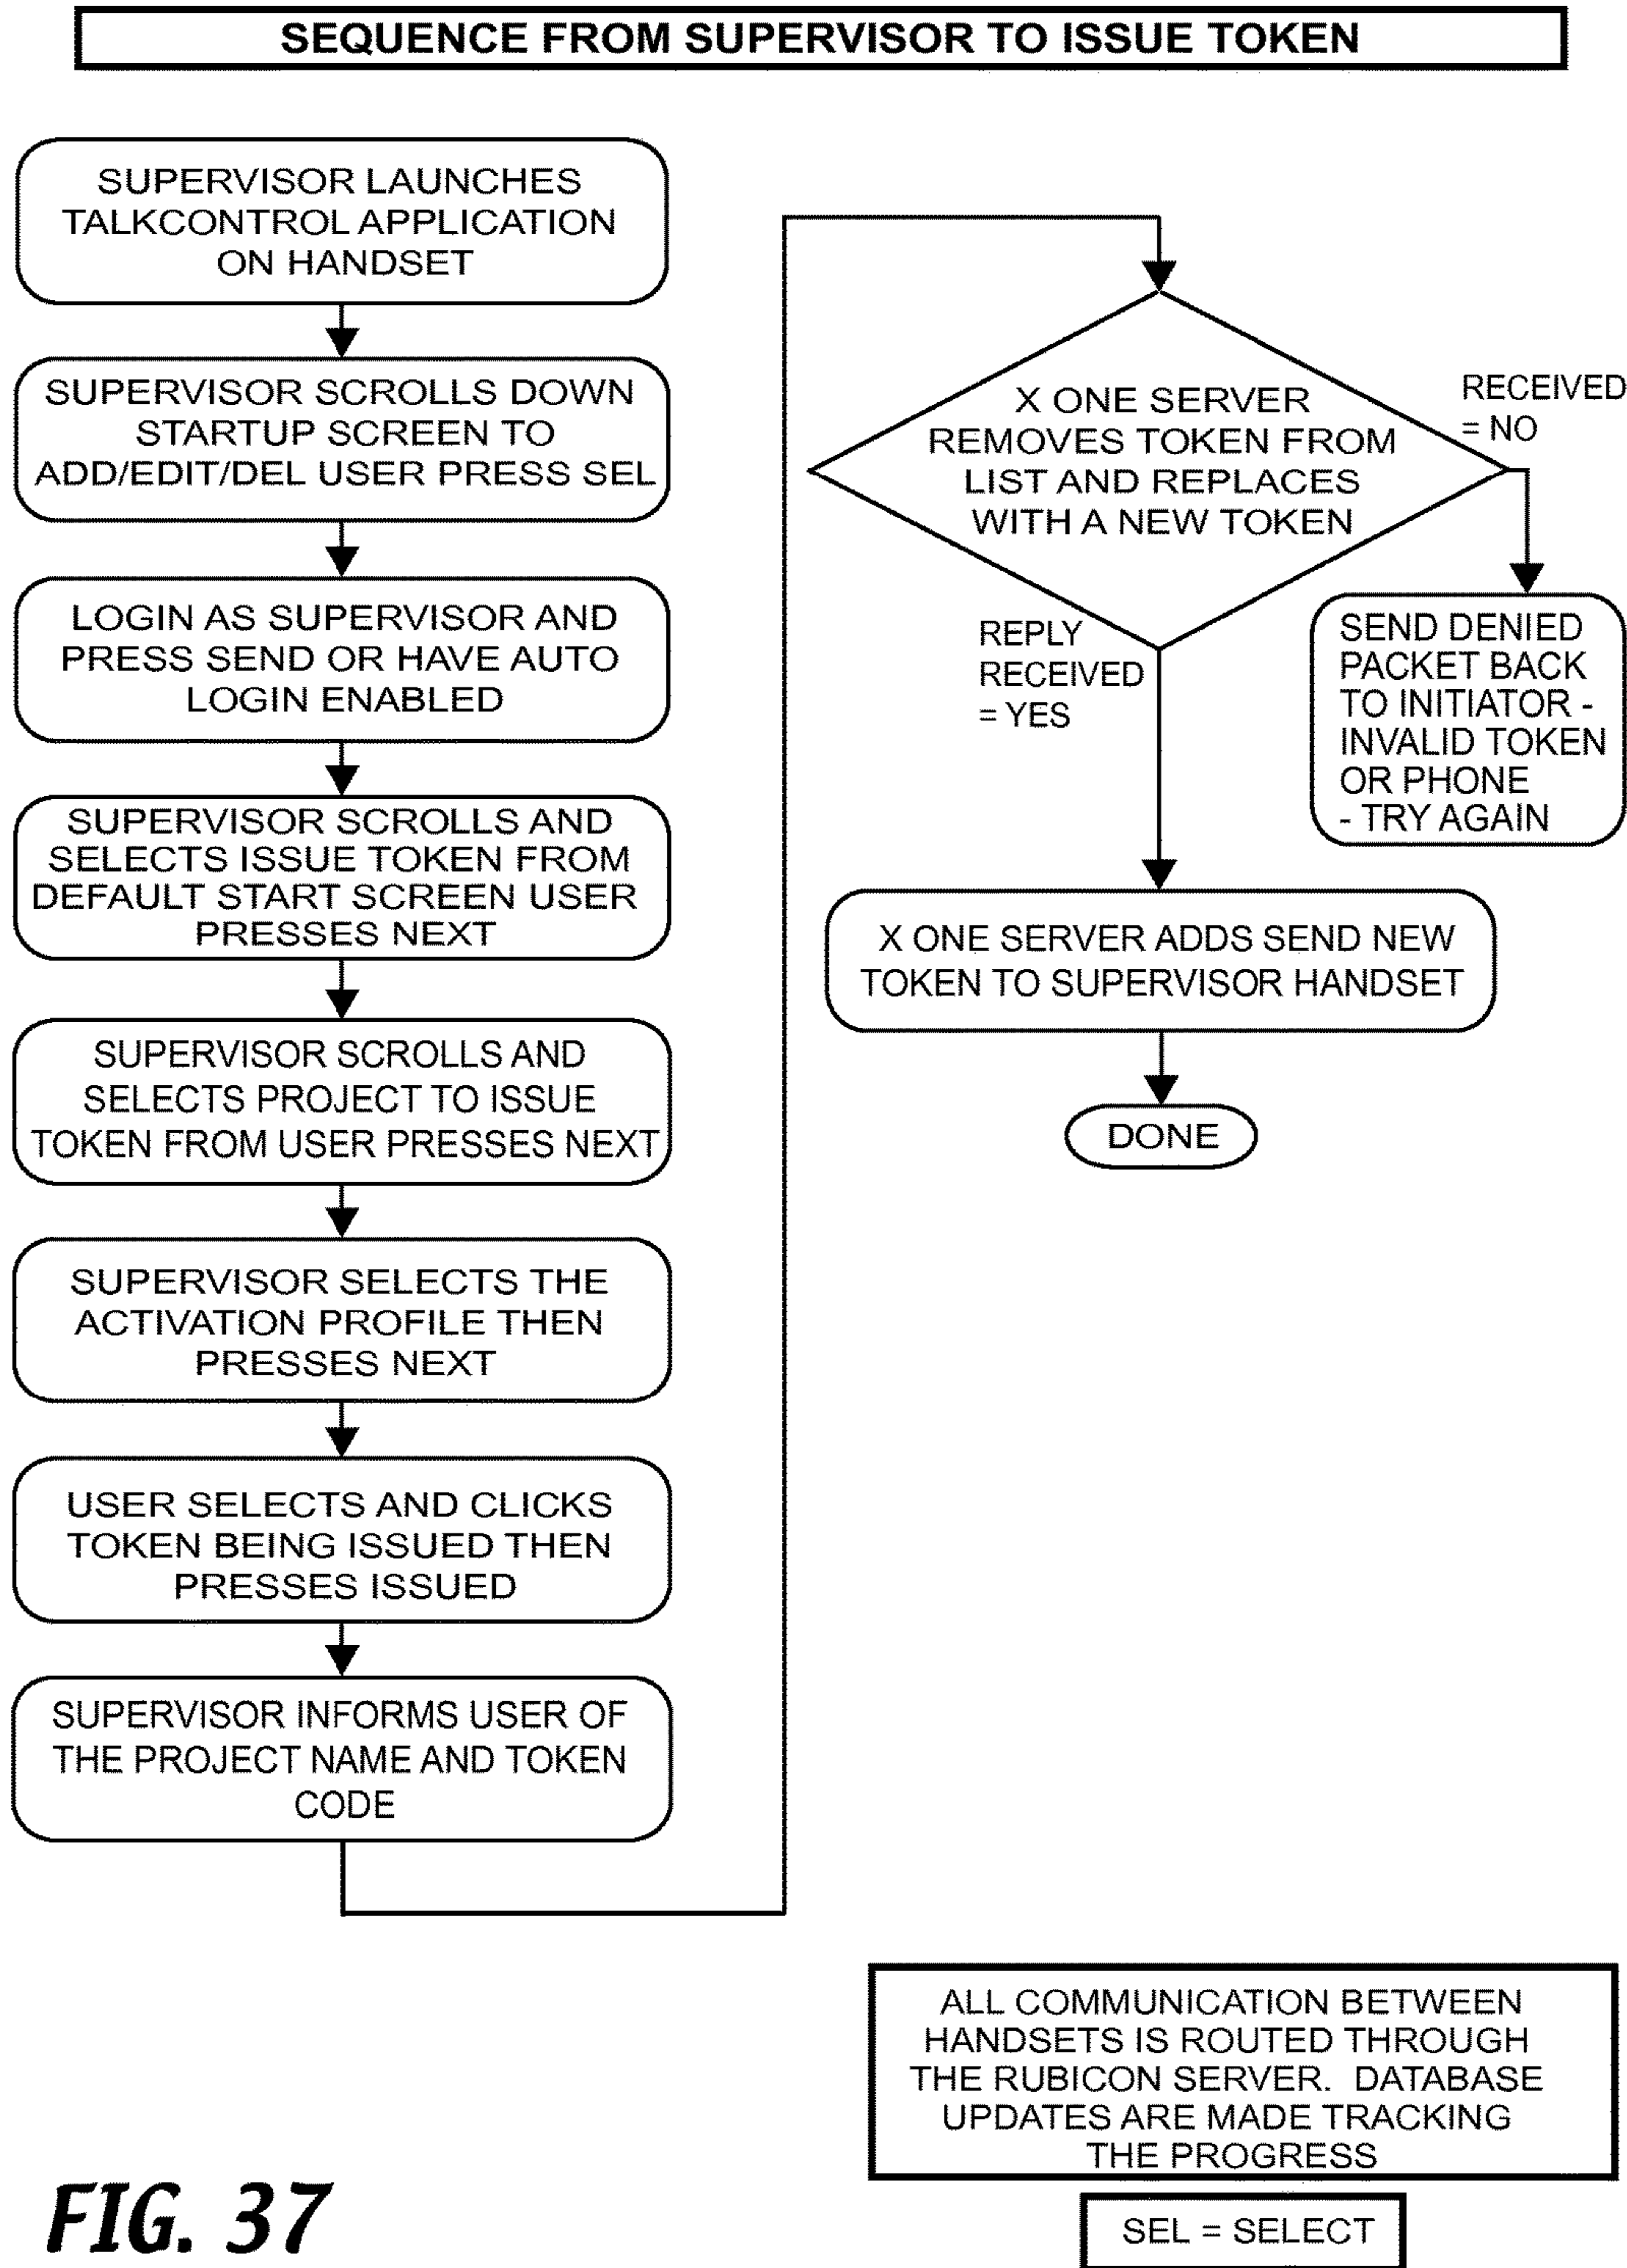 SEQUENCE FROM SUPERVISOR TO ISSUE TOKEN
SUPERVISOR LAUNCHES
TALKCONTROL APPLICATION
ON HANDSET
SUPERVISOR SCROLLS DOWN
STARTUP SCREEN TO
ADD/EDIT/DEL USER PRESS SEL
LOGIN AS SUPERVISOR AND
PRESS SEND OR HAVE AUTO
LOGIN ENABLED
SUPERVISOR SCROLLS AND
SELECTS ISSUE TOKEN FROM
DEFAULT START SCREEN USER
PRESSES NEXT
SUPERVISOR SCROLLS AND
SELECTS PROJECT TO ISSUE
TOKEN FROM USER PRESSES NEXT
SUPERVISOR SELECTS THE
ACTIVATION PROFILE THEN
PRESSES NEXT
USER SELECTS AND CLICKS
TOKEN BEING ISSUED THEN
PRESSES ISSUED
SUPERVISOR INFORMS USER OF
THE PROJECT NAME AND TOKEN
CODE
X ONE SERVER
REMOVES TOKEN FROM
LIST AND REPLACES
WITH A NEW TOKEN
RECEIVED
= NO
SEND DENIED
PACKET BACK
TO INITIATOR -
INVALID TOKEN
OR PHONE
- TRY AGAIN
REPLY
RECEIVED
= YES
X ONE SERVER ADDS SEND NEW
TOKEN TO SUPERVISOR HANDSET
DONE
ALL COMMUNICATION BETWEEN
HANDSETS IS ROUTED THROUGH
THE RUBICON SERVER. DATABASE
UPDATES ARE MADE TRACKING
THE PROGRESS
SEL = SELECT
FIG. 37